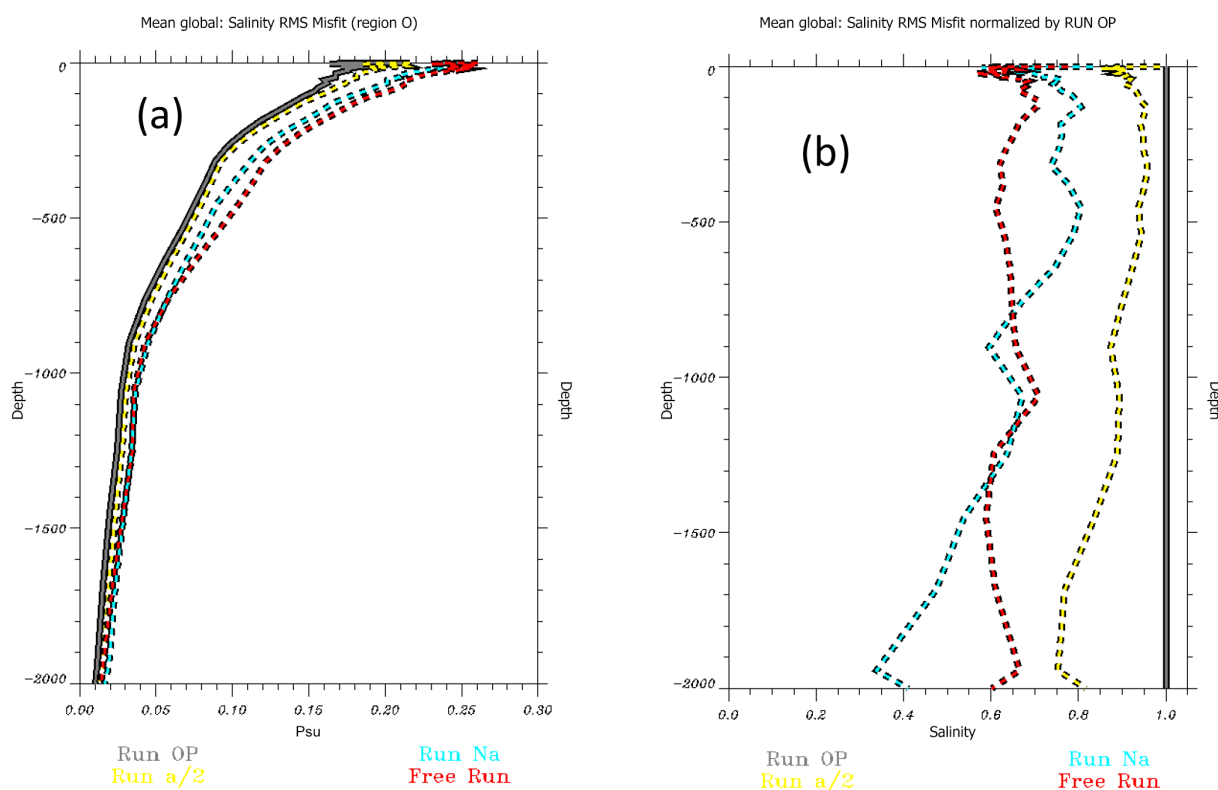 Mean global: Salinity RMS Misfit (region O)
(a)
0
-500
-1000
-1500
-2000
Depth
Depth
0.00 0.05 0.10 0.15 0.20 0.25 0.30
Psu
Run OP Run Na
Run a/2 Free Run
Mean global: Salinity RMS Misfit normalized by RUN OP
(b)
0
-500
-1000
-1500
-2000
Depth
0.0 0.2 0.4 0.6 0.8 1.0
Salinity
Run OP Run Na
Run a/2 Free Run